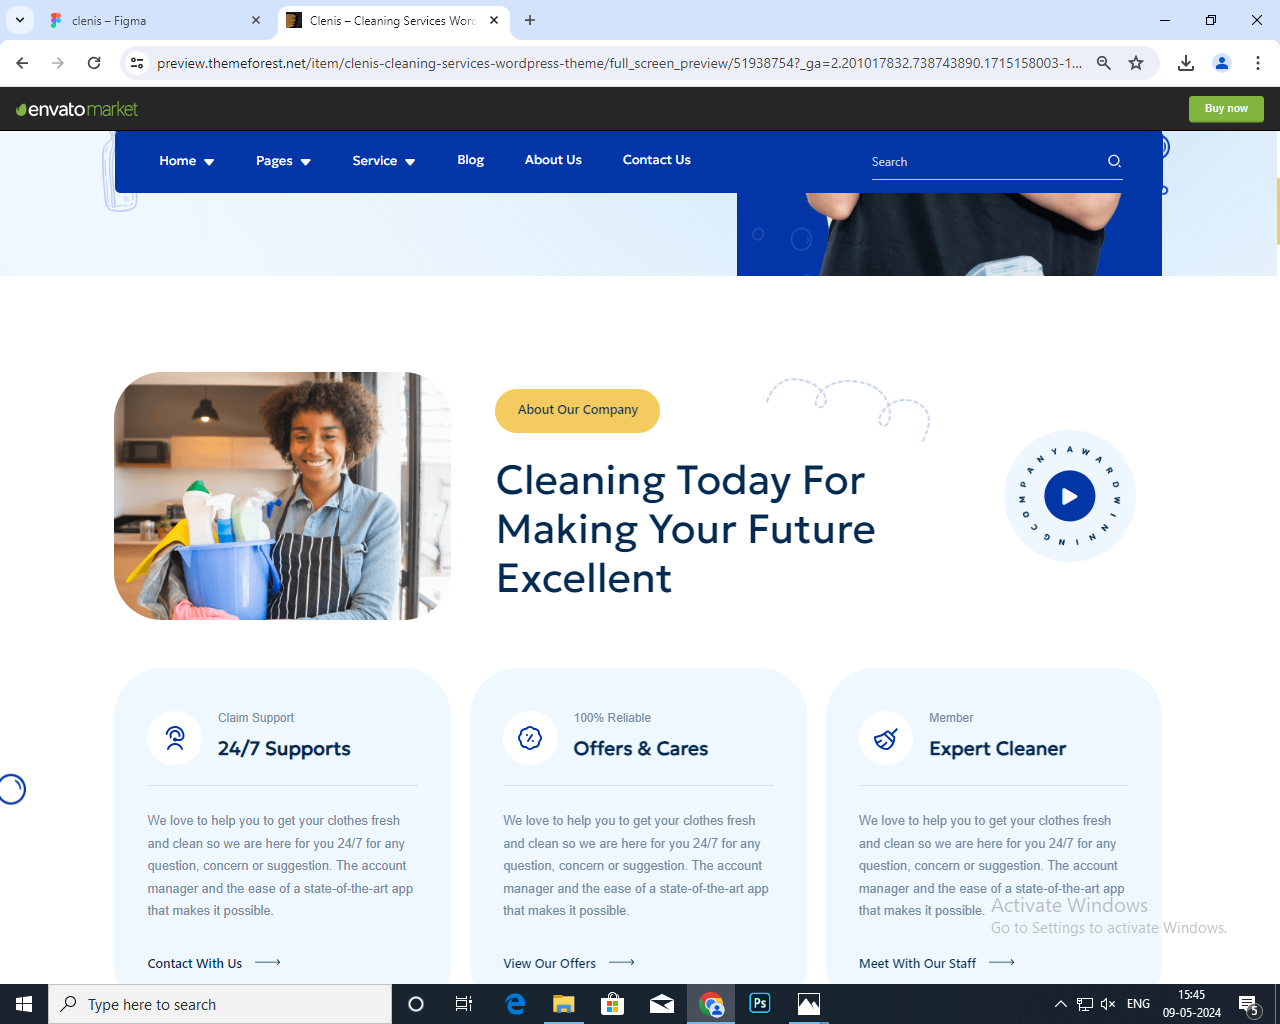 clenis – Figma
Clenis – Cleaning Services Wor
preview.themeforest.net/item/clenis-cleaning-services-wordpress-theme/full_screen_preview/51938754?_ga=2.201017832.738743890.1715158003-1...
envatomarket
Buy now
Home
Pages
Service
Blog
About Us
Contact Us
Search
About Our Company
Cleaning Today For
Making Your Future
Excellent
AWARD WINNING COMPANY
Claim Support
24/7 Supports
We love to help you to get your clothes fresh
and clean so we are here for you 24/7 for any
question, concern or suggestion. The account
manager and the ease of a state-of-the-art app
that makes it possible.
Contact With Us
100% Reliable
Offers & Cares
We love to help you to get your clothes fresh
and clean so we are here for you 24/7 for any
question, concern or suggestion. The account
manager and the ease of a state-of-the-art app
that makes it possible.
View Our Offers
Member
Expert Cleaner
We love to help you to get your clothes fresh
and clean so we are here for you 24/7 for any
question, concern or suggestion. The account
manager and the ease of a state-of-the-art app
that makes it possible.
Meet With Our Staff
Activate Windows
Go to Settings to activate Windows.
Type here to search
Ps
ENG
15:45
09-05-2024
5